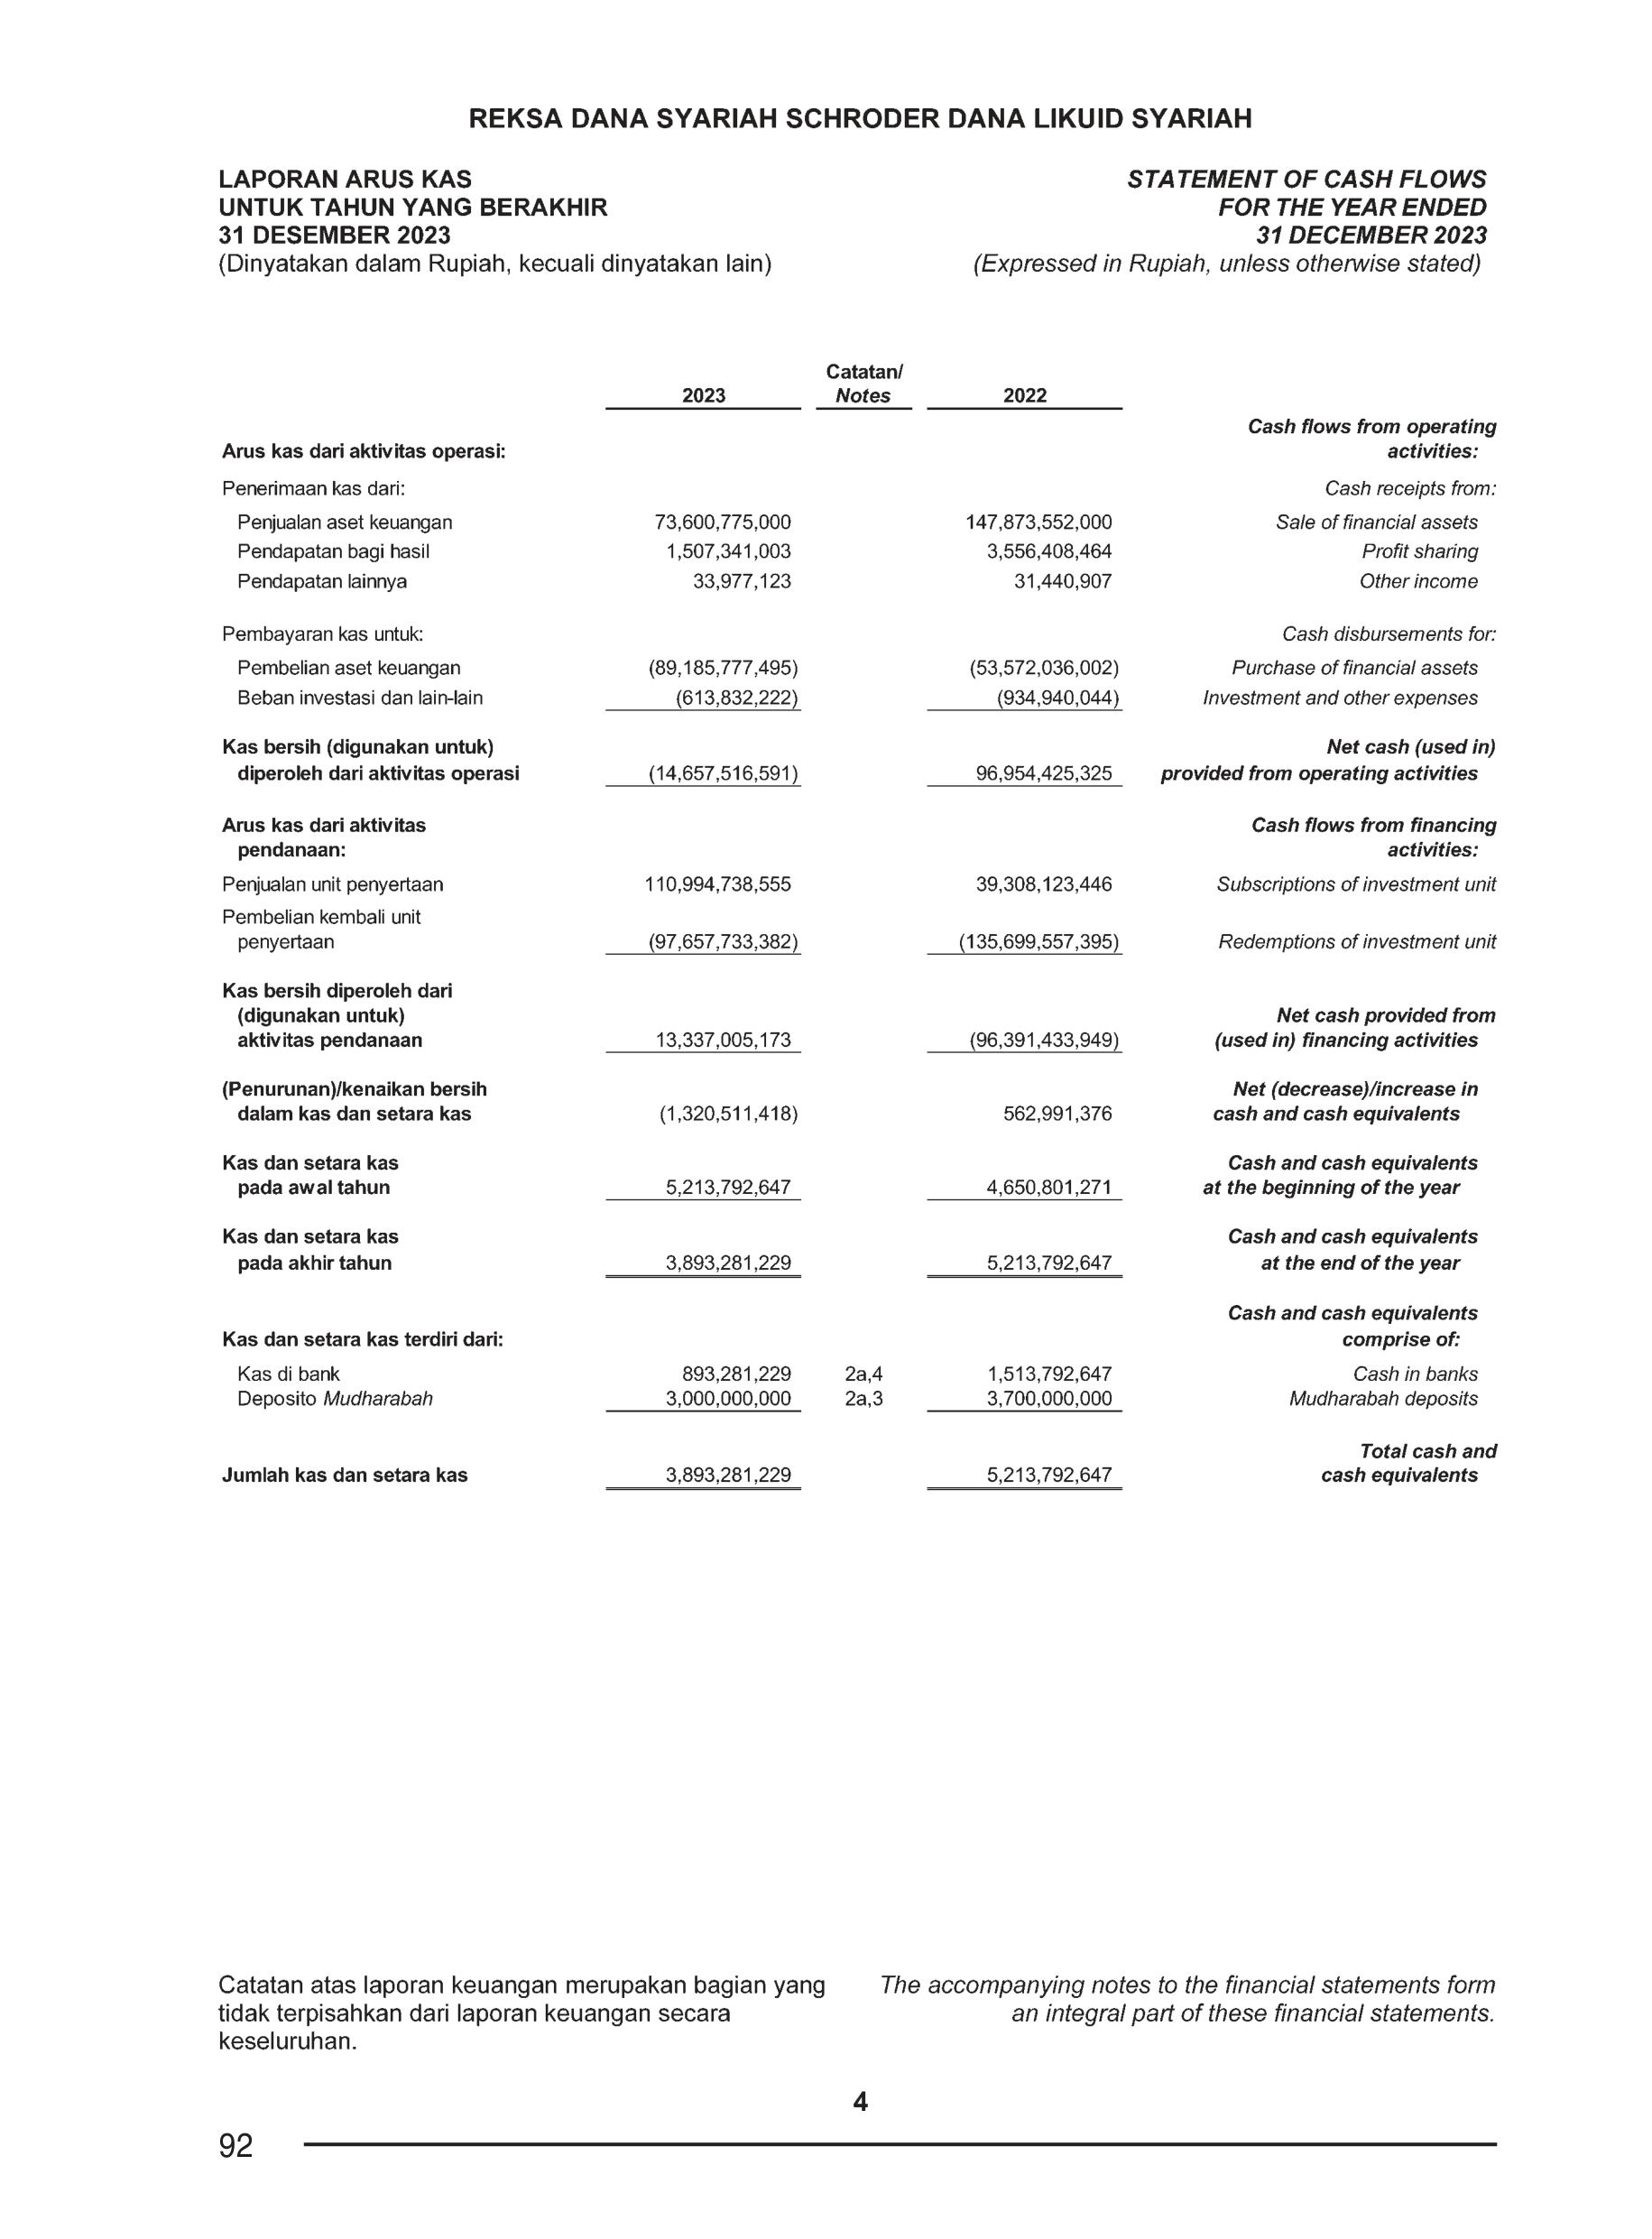 REKSA DANA SYARIAH SCHRODER DANA LIKUID SYARIAH
LAPORAN ARUS KAS STATEMENT OF CASH FLOWS
UNTUK TAHUN YANG BERAKHIR FOR THE YEAR ENDED
31 DESEMBER 2023 31 DECEMBER 2023
(Dinyatakan dalam Rupiah, kecuali dinyatakan lain) (Expressed in Rupiah, unless otherwise stated)
Catatan/
2023 Notes 2022
Cash flows from operating
Arus kas dari aktivitas operasi: activities:
Penerimaan kas dari: Cash receipts from:
Penjualan aset keuangan 73,600,775,000 147,873,552,000 Sale of financial assets
Pendapatan bagi hasil 1,507,341,003 3,556,408,464 Profit sharing
Pendapatan lainnya 33,977,123 31,440,907 Other income
Pembayaran kas untuk: Cash disbursements for:
Pembelian aset keuangan (89,185,777,495) (53,572,036,002) Purchase of financial assets
Beban investasi dan lain-lain (613,832,222) (934,940,044) Investment and other expenses
Kas bersih (digunakan untuk) Net cash (used in)
diperoleh dari aktivitas operasi (14,657,516,591) 96,954,425,325 provided from operating activities
Arus kas dari aktivitas Cash flows from financing
pendanaan: activities:
Penjualan unit penyertaan 110,994,738,555 39,308,123,446 Subscriptions of investment unit
Pembelian kembali unit
penyertaan (97,657,733,382) (135,699,557,395) Redemptions of investment unit
Kas bersih diperoleh dari
(digunakan untuk) Net cash provided from
aktivitas pendanaan 13,337,005,173 (96,391,433,949) (used in) financing activities
(Penurunan)/kenaikan bersih Net (decrease)/increase in
dalam kas dan setara kas (1,320,511,418) 562,991,376 cash and cash equivalents
Kas dan setara kas Cash and cash equivalents
pada awal tahun 5,213,792,647 4,650,801,271 at the beginning of the year
Kas dan setara kas Cash and cash equivalents
pada akhir tahun 3,893,281,229 5,213,792,647 at the end of the year
Cash and cash equivalents
Kas dan setara kas terdiri dari: comprise of:
Kas di bank 893,281,229 2a,4 1,513,792,647 Cash in banks
Deposito Mudharabah 3,000,000,000 2a,3 3,700,000,000 Mudharabah deposits
Total cash and
Jumlah kas dan setara kas 3,893,281,229 5,213,792,647 cash equivalents
Catatan atas laporan keuangan merupakan bagian yang The accompanying notes to the financial statements form
tidak terpisahkan dari laporan keuangan secara an integral part of these financial statements.
keseluruhan.
4
92